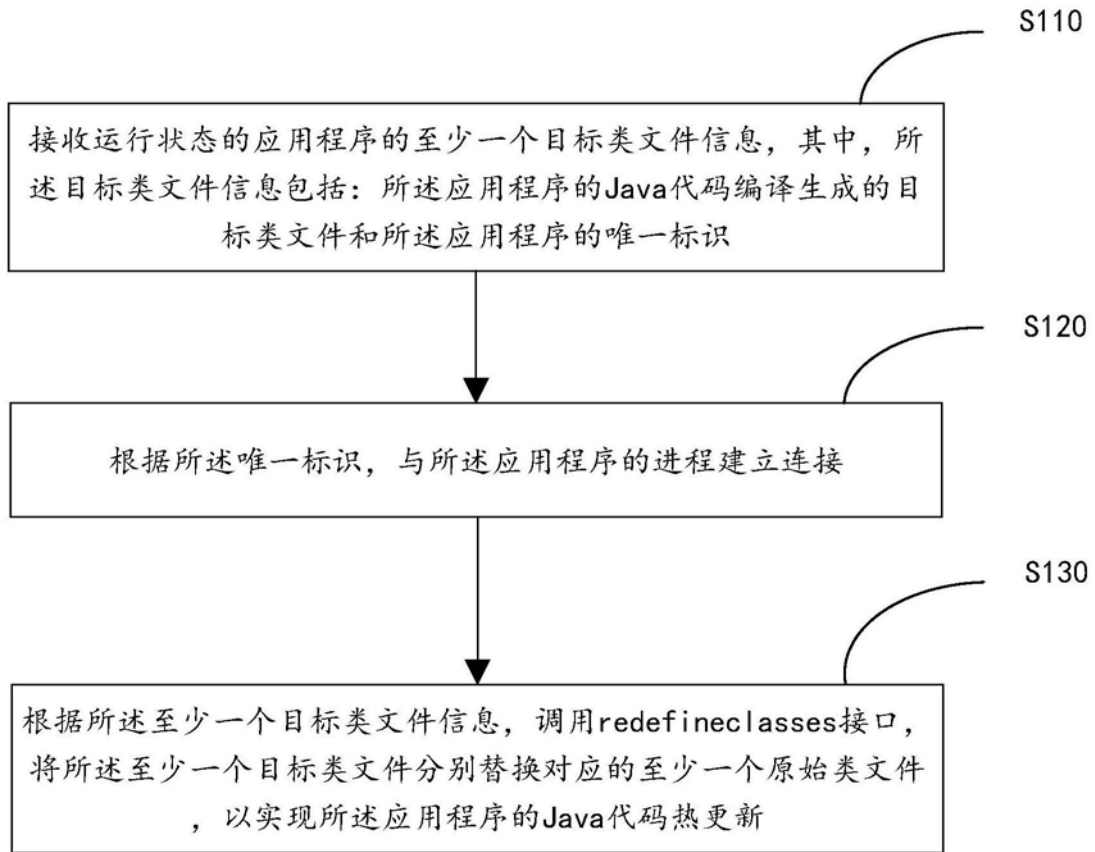 S110
接收运行状态的应用程序的至少一个目标类文件信息，其中，所
述目标类文件信息包括：所述应用程序的Java代码编译生成的目
标类文件和所述应用程序的唯一标识
S120
根据所述唯一标识，与所述应用程序的进程建立连接
S130
根据所述至少一个目标类文件信息，调用redefineclasses接口，
将所述至少一个目标类文件分别替换对应的至少一个原始类文件
，以实现所述应用程序的Java代码热更新